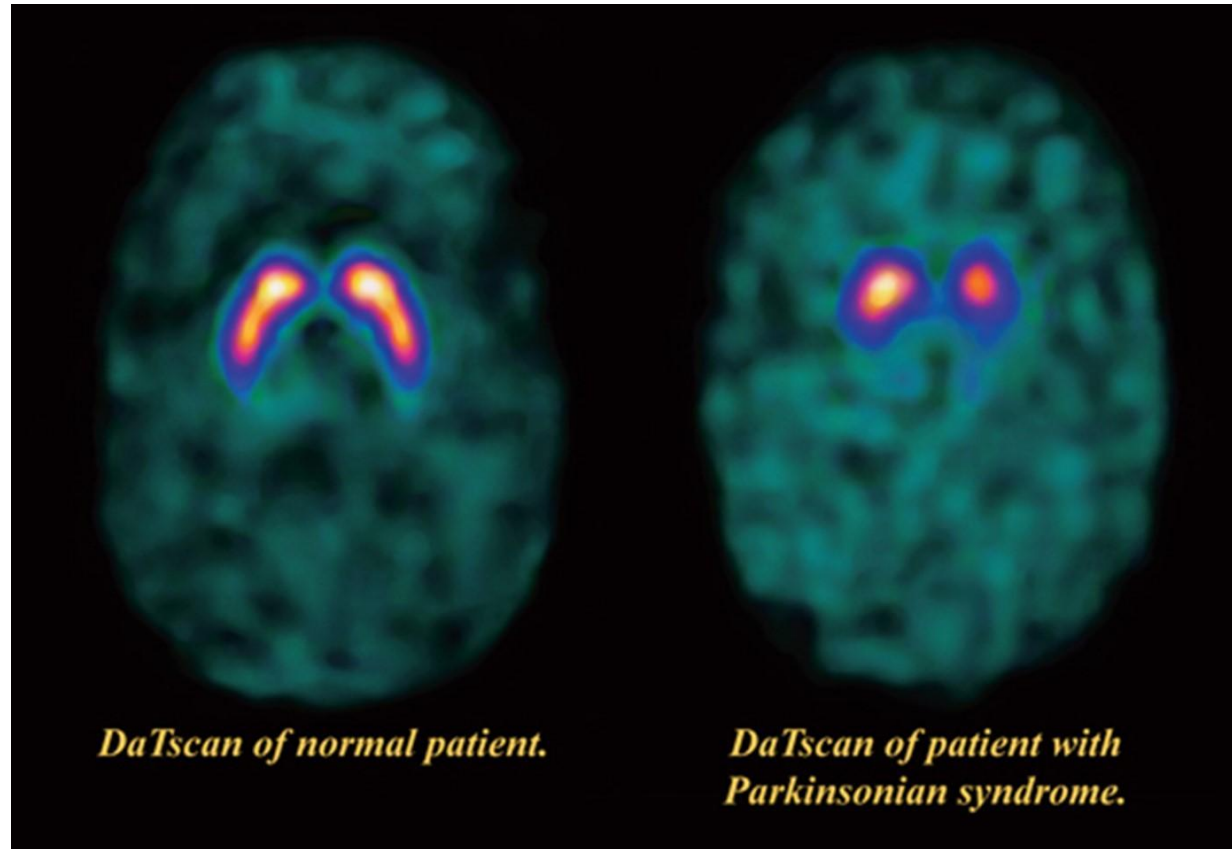 DaTscan of normal patient.
DaTscan of patient with
Parkinsonian syndrome.